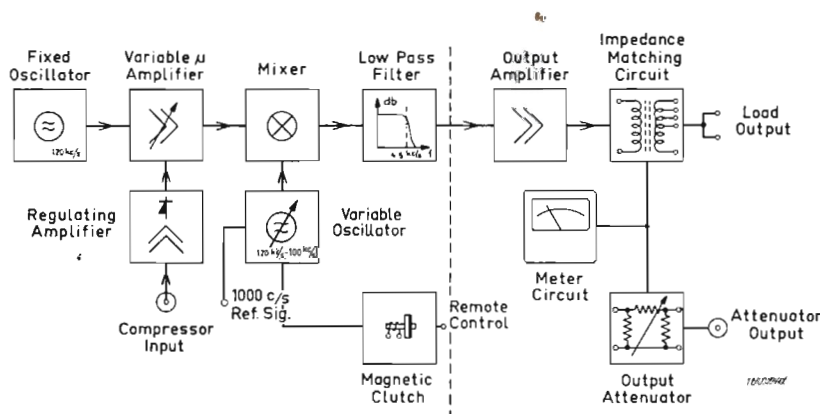 Fixed
Oscillator
Variable μ
Amplifier
Mixer
Low Pass
Filter
Output
Amplifier
Impedance
Matching
Circuit
120 kc/s
db
f
Load
Output
Regulating
Amplifier
Variable
Oscillator
120 kc/s-100 kc/s
Compressor
Input
1000 c/s
Ref. Sig.
Magnetic
Clutch
Remote
Control
Meter
Circuit
Output
Attenuator
Attenuator
Output